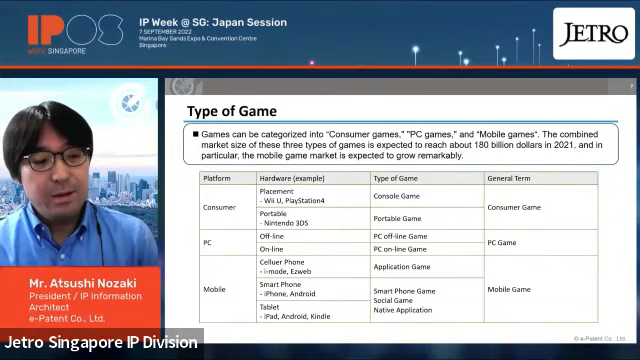 IPOS
WEEK SINGAPORE
IP Week @ SG: Japan Session
7 SEPTEMBER 2022
Marina Bay Sands Expo & Convention Centre
Singapore
JETRO
7
Type of Game
■ Games can be categorized into "Consumer games," "PC games," and "Mobile games". The combined
market size of these three types of games is expected to reach about 180 billion dollars in 2021, and in
particular, the mobile game market is expected to grow remarkably.
Platform Hardware (example) Type of Game General Term
Consumer
Placement
- Wii U, PlayStation4
Console Game
Consumer Game
Portable
- Nintendo 3DS
Portable Game
PC
Off-line PC off-line Game
PC Game
On-line PC on-line Game
Mobile
Celluer Phone
- i-mode, Ezweb
Application Game
Mobile Game
Smart Phone
- iPhone, Android
Tablet
- iPad, Android, Kindle
Smart Phone Game
Social Game
Native Application
© e-Patent Co., Ltd.
Mr. Atsushi Nozaki
President / IP Information
Architect
e-Patent Co., Ltd.
Jetro Singapore IP Division